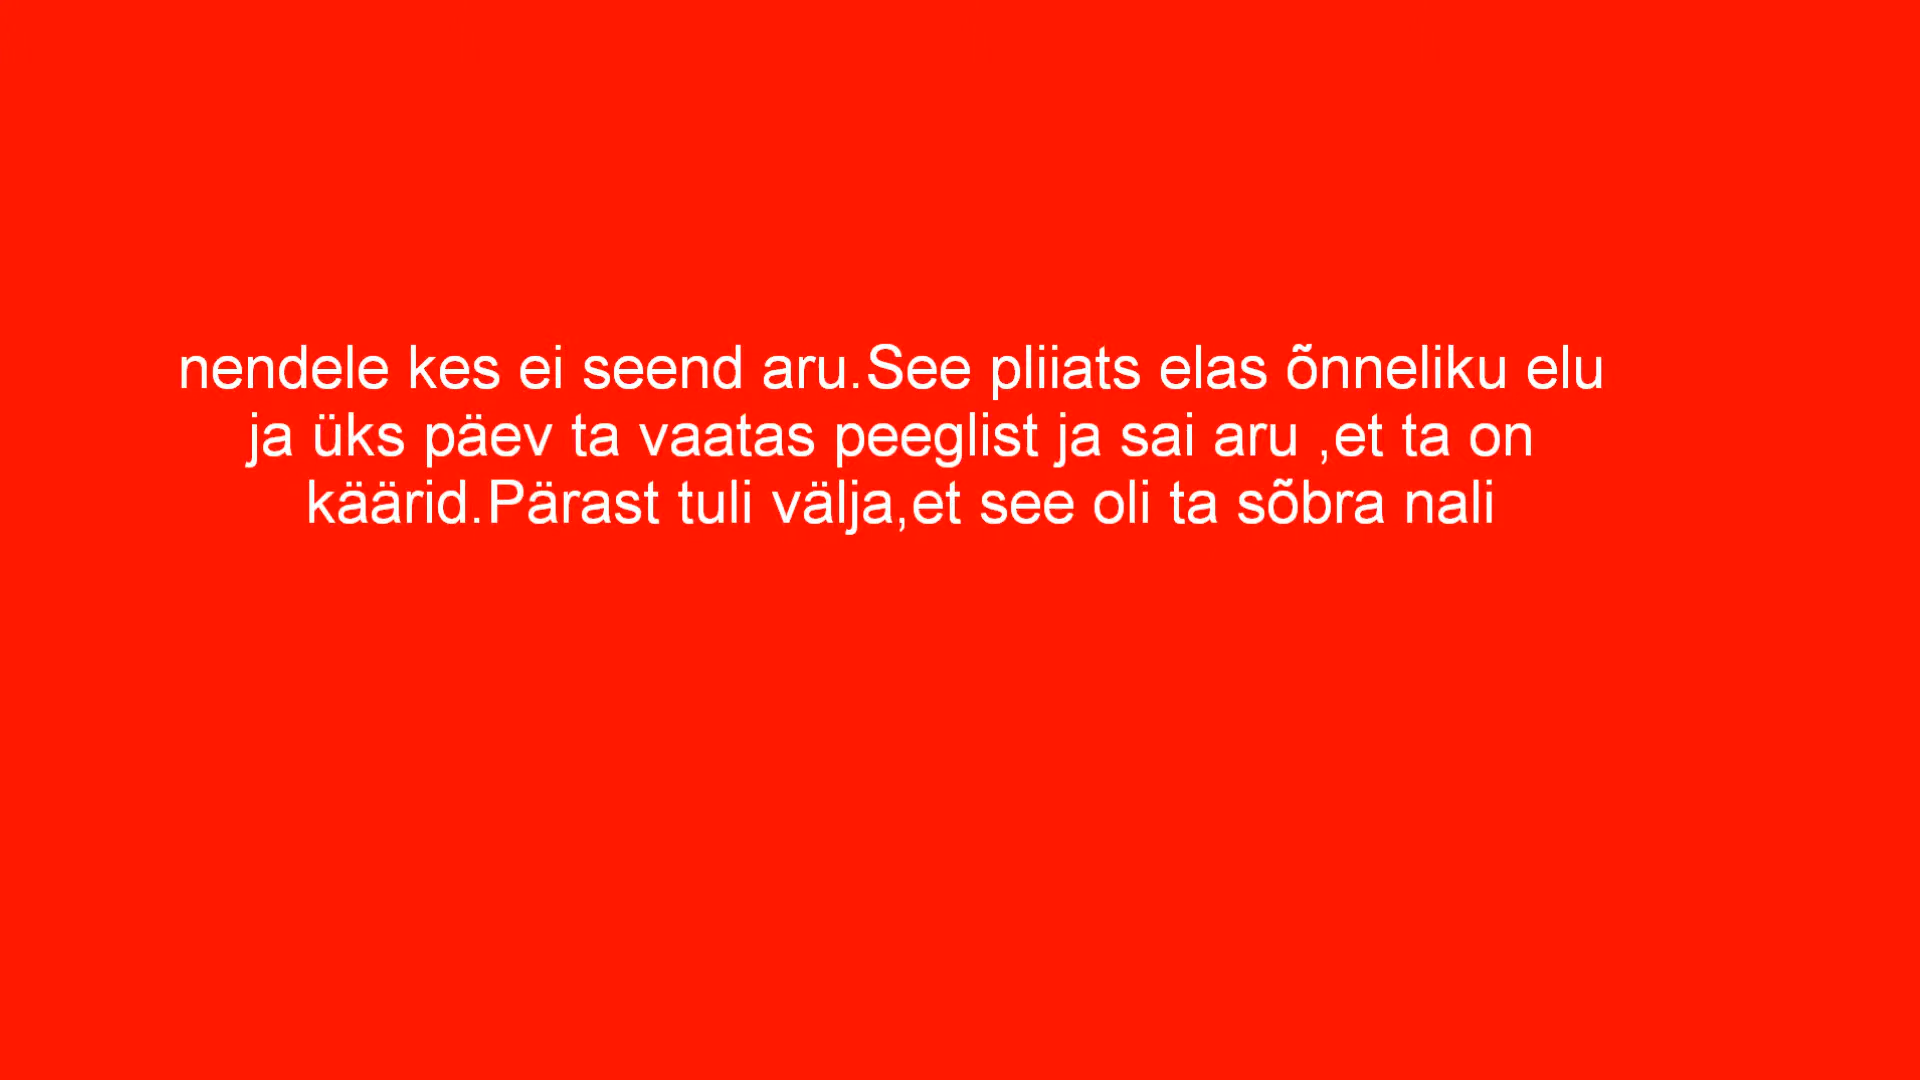 nendele kes ei seend aru.See pliiats elas õnneliku elu
ja üks päev ta vaatas peeglist ja sai aru ,et ta on
käärid.Pärast tuli välja,et see oli ta sõbra nali